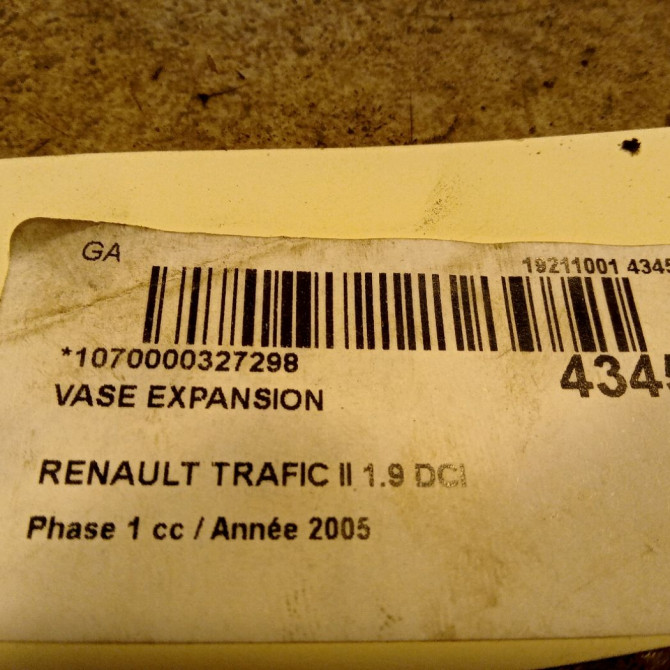 GA
19211001 4345
*1070000327298
4345
VASE EXPANSION
RENAULT TRAFIC II 1.9 DCI
Phase 1 cc / Année 2005